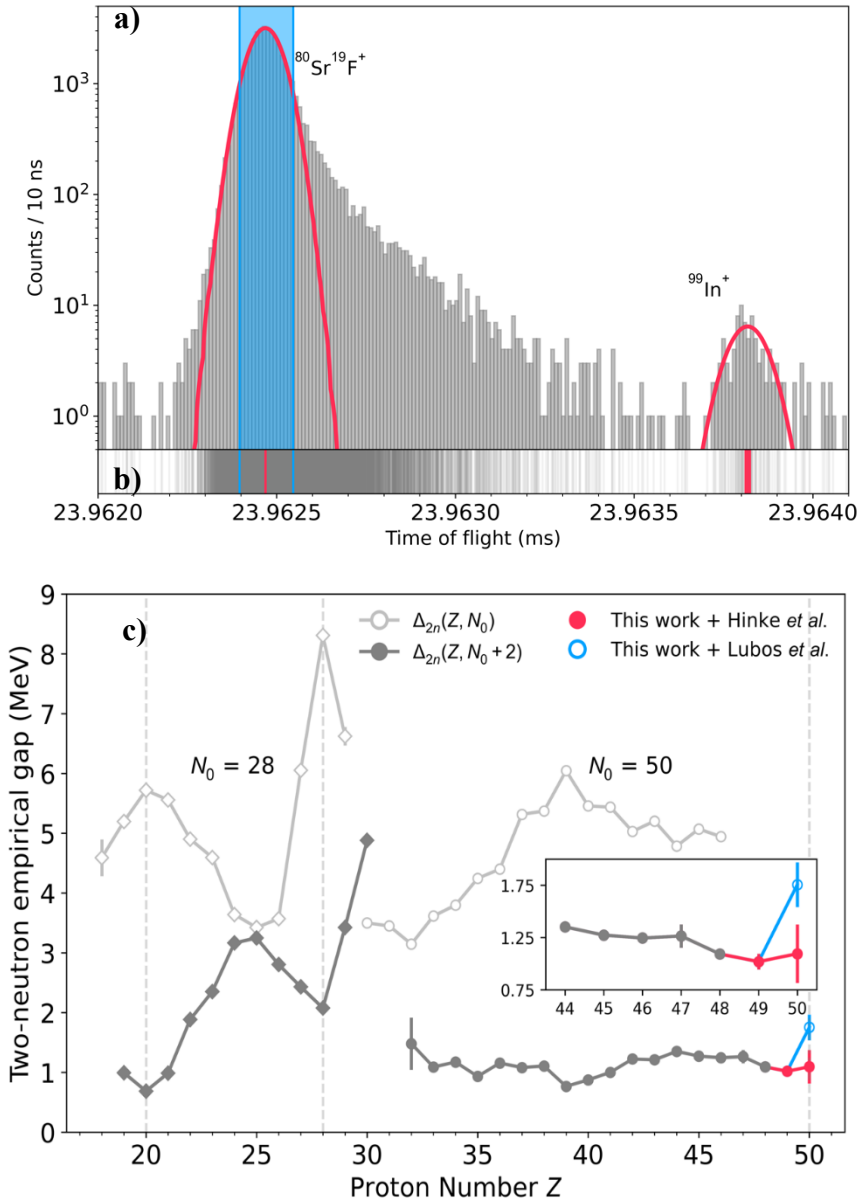 a)
⁸⁰Sr¹⁹F⁺
⁹⁹In⁺
Counts / 10 ns
10³
10²
10¹
10⁰
b)
23.9620 23.9625 23.9630 23.9635 23.9640
Time of flight (ms)
c)
Δ₂ₙ(Z, N₀)
Δ₂ₙ(Z, N₀ + 2)
This work + Hinke et al.
This work + Lubos et al.
N₀ = 28
N₀ = 50
Two-neutron empirical gap (MeV)
9
8
7
6
5
4
3
2
1
0
1.75
1.25
0.75
44 45 46 47 48 49 50
20 25 30 35 40 45 50
Proton Number Z